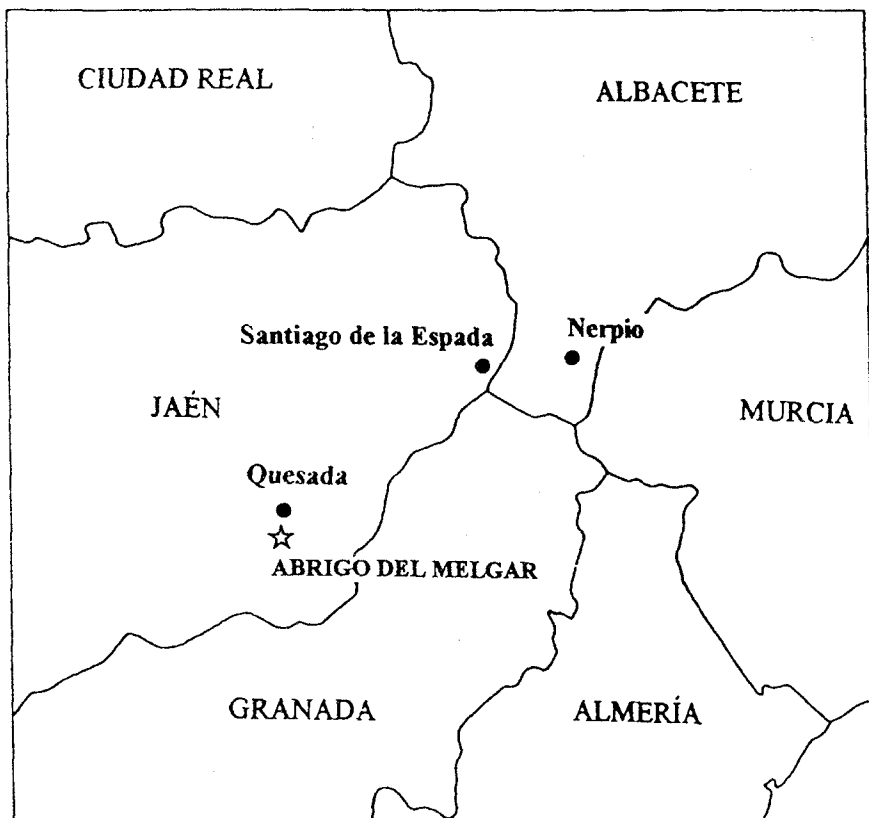 CIUDAD REAL
ALBACETE
Santiago de la Espada
Nerpio
JAÉN
MURCIA
Quesada
ABRIGO DEL MELGAR
GRANADA
ALMERÍA